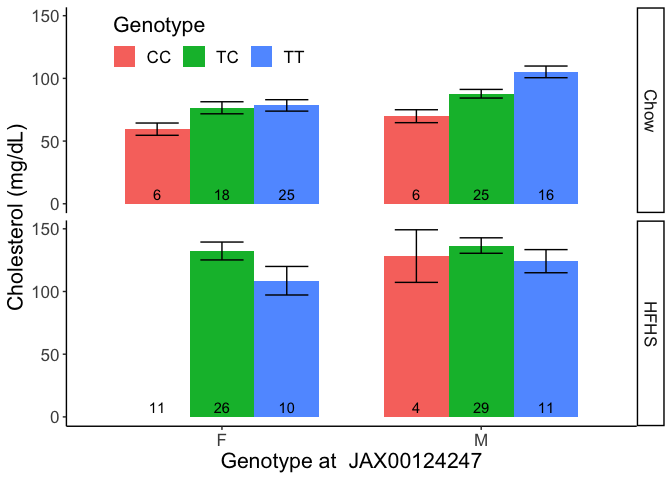 Genotype
CC TC TT
Cholesterol (mg/dL)
150
100
50
0
6 18 25 6 25 16
Chow
150
100
50
0
11 26 10 4 29 11
HFHS
F M
Genotype at  JAX00124247